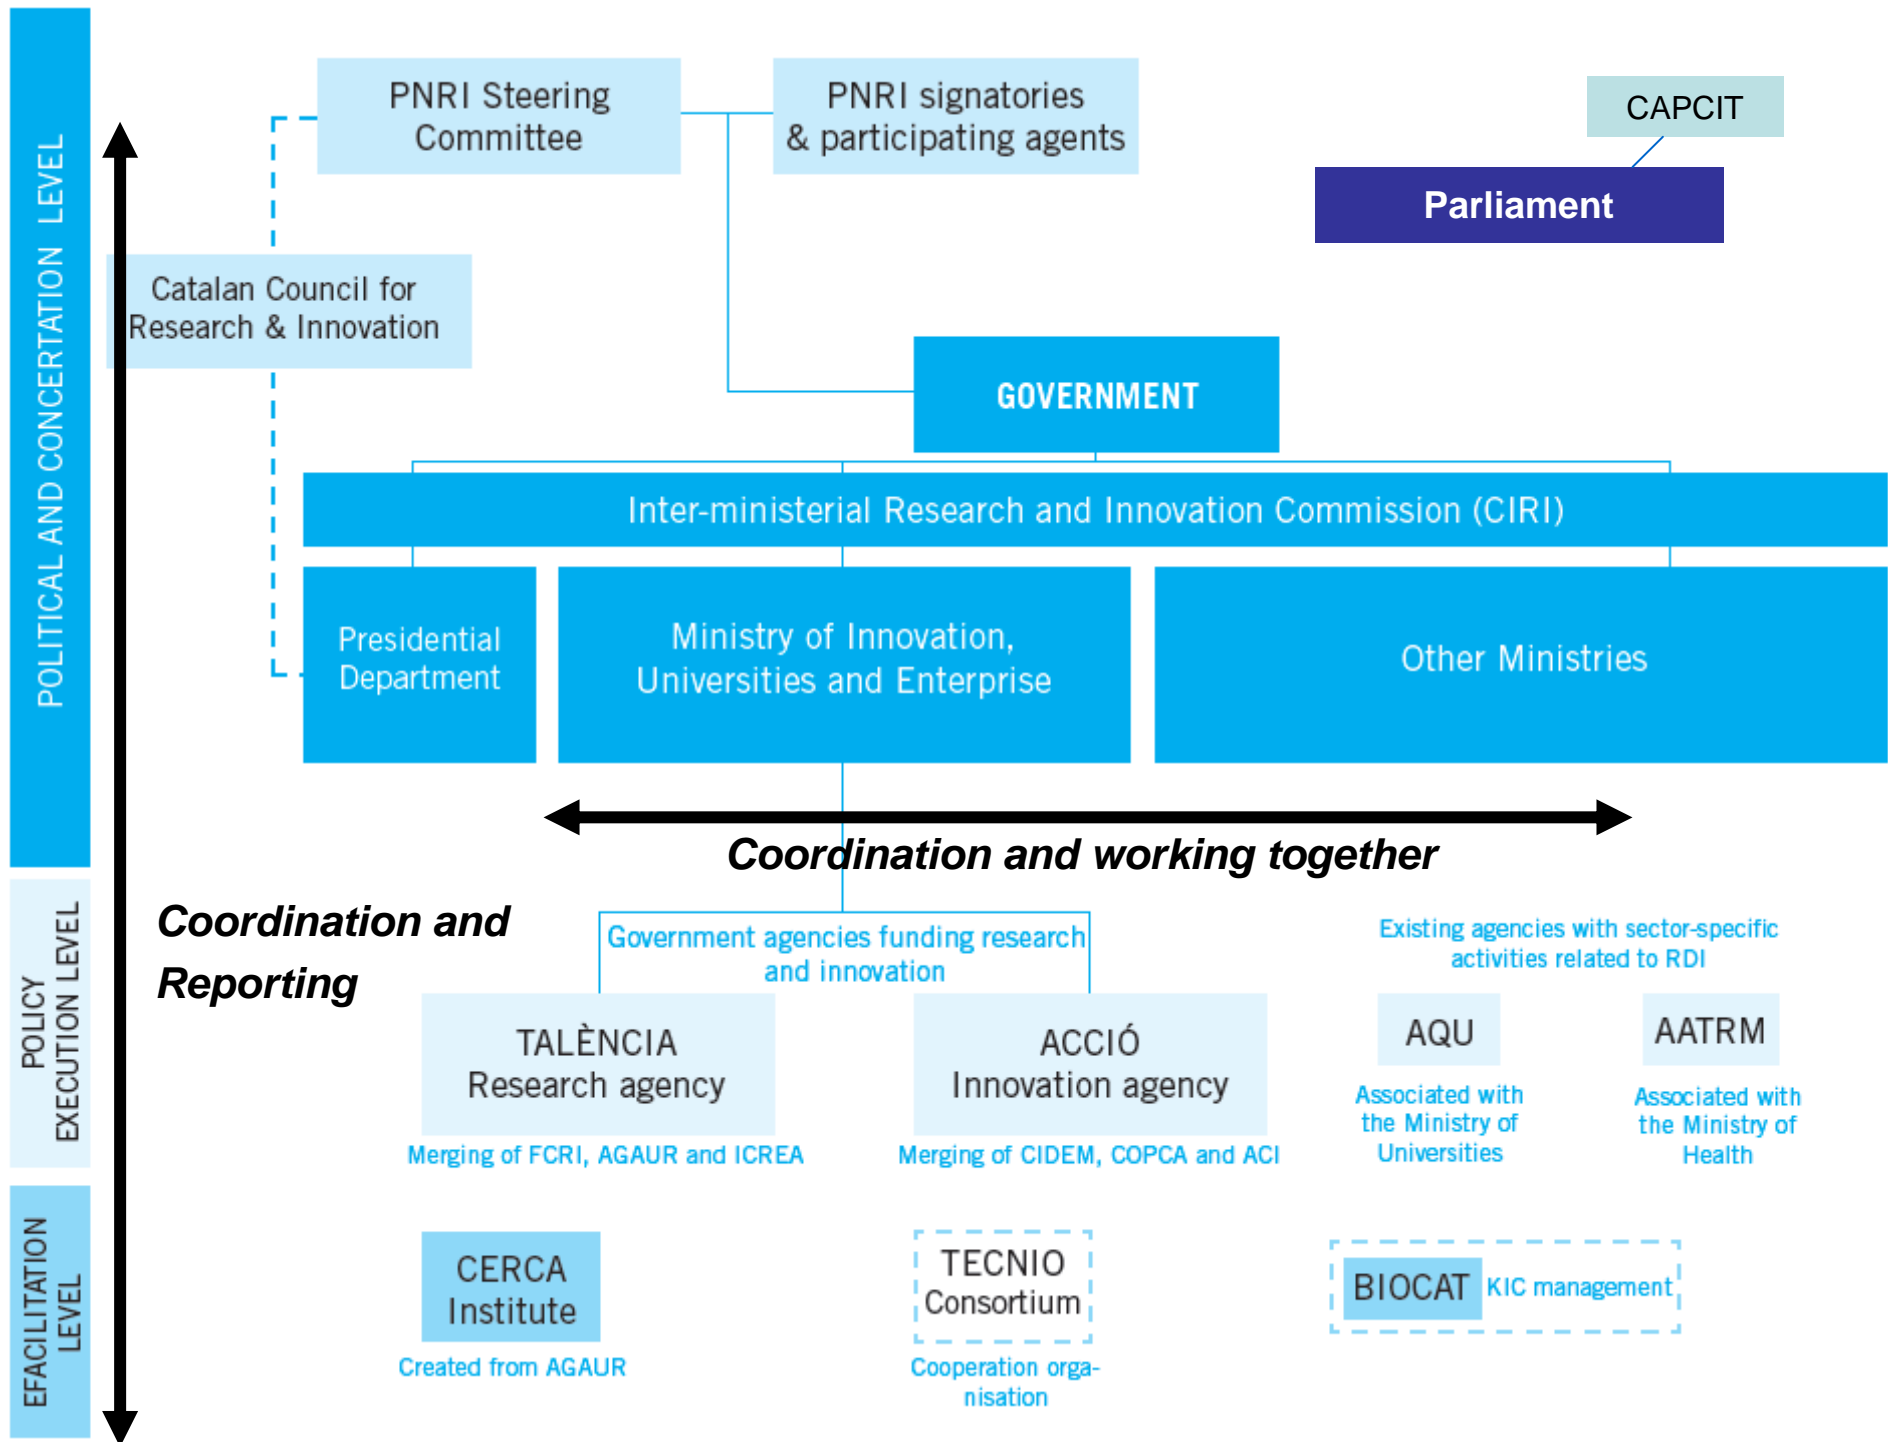 POLITICAL AND CONCERTATION LEVEL
PNRI Steering
Committee
PNRI signatories
& participating agents
CAPCIT
Parliament
Catalan Council for
Research & Innovation
GOVERNMENT
Inter-ministerial Research and Innovation Commission (CIRI)
Presidential
Department
Ministry of Innovation,
Universities and Enterprise
Other Ministries
Coordination and working together
POLICY
EXECUTION LEVEL
Coordination and
Reporting
Government agencies funding research
and innovation
Existing agencies with sector-specific
activities related to RDI
TALÈNCIA
Research agency
Merging of FCRI, AGAUR and ICREA
ACCIÓ
Innovation agency
Merging of CIDEM, COPCA and ACI
AQU
Associated with
the Ministry of
Universities
AATRM
Associated with
the Ministry of
Health
EFACILITATION
LEVEL
CERCA
Institute
Created from AGAUR
TECNIO
Consortium
Cooperation orga-
nisation
BIOCAT
KIC management